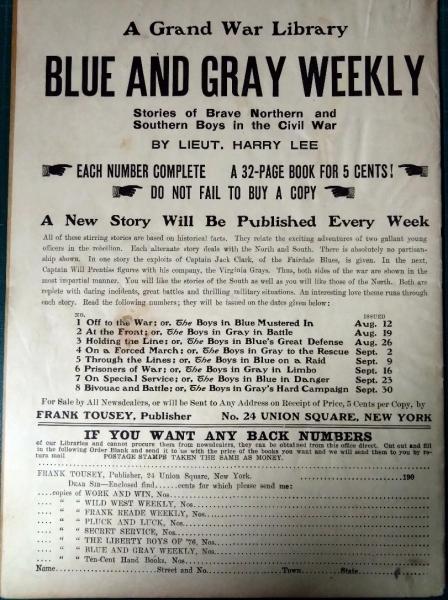 A Grand War Library
BLUE AND GRAY WEEKLY
Stories of Brave Northern and
Southern Boys in the Civil War
BY LIEUT. HARRY LEE
EACH NUMBER COMPLETE A 32-PAGE BOOK FOR 5 CENTS!
DO NOT FAIL TO BUY A COPY
A New Story Will Be Published Every Week
All of these stirring stories are based on historical facts. They relate the exciting adventures of two gallant young
officers in the rebellion. Each alternate story deals with the North and South. There is absolutely no partisan-
ship shown. In one story the exploits of Captain Jack Clark, of the Fairdale Blues, is given. In the next,
Captain Will Prentiss figures with his company, the Virginia Grays. Thus, both sides of the war are shown in the
most impartial manner. You will like the stories of the South as well as you will like those of the North. Both are
replete with daring incidents, great battles and thrilling military situations. An interesting love theme runs through
each story. Read the following numbers; they will be issued on the dates given below:
NO. ISSUED
1 Off to the War; or, The Boys in Blue Mustered In Aug. 12
2 At the Front; or, The Boys in Gray in Battle Aug. 19
3 Holding the Line; or, The Boys in Blue's Great Defense Aug. 26
4 On a Forced March; or, The Boys in Gray to the Rescue Sept. 2
5 Through the Lines; or, The Boys in Blue on a Raid Sept. 9
6 Prisoners of War; or, The Boys in Gray in Limbo Sept. 16
7 On Special Service; or, The Boys in Blue in Danger Sept. 23
8 Bivouac and Battle; or, The Boys in Gray's Hard Campaign Sept. 30
For Sale by All Newsdealers, or will be Sent to Any Address on Receipt of Price, 5 Cents per Copy, by
FRANK TOUSEY, Publisher No. 24 UNION SQUARE, NEW YORK
IF YOU WANT ANY BACK NUMBERS
of our Libraries and cannot procure them from newsdealers, they can be obtained from this office direct. Cut out and fill
in the following Order Blank and send it to us with the price of the books you want and we will send them to you by re-
turn mail POSTAGE STAMPS TAKEN THE SAME AS MONEY.
FRANK TOUSEY, Publisher, 24 Union Square, New York. 190
DEAR SIR—Enclosed find......cents for which please send me:
....copies of WORK AND WIN, Nos
.... " " WILD WEST WEEKLY, Nos
.... " " FRANK READE WEEKLY, Nos
.... " " PLUCK AND LUCK, Nos
.... " " SECRET SERVICE, Nos
.... " " THE LIBERTY BOYS OF '76, Nos
.... " " BLUE AND GRAY WEEKLY, Nos
.... " " Ten-Cent Hand Books, Nos
Name..........Street and No..........Town..........State..........